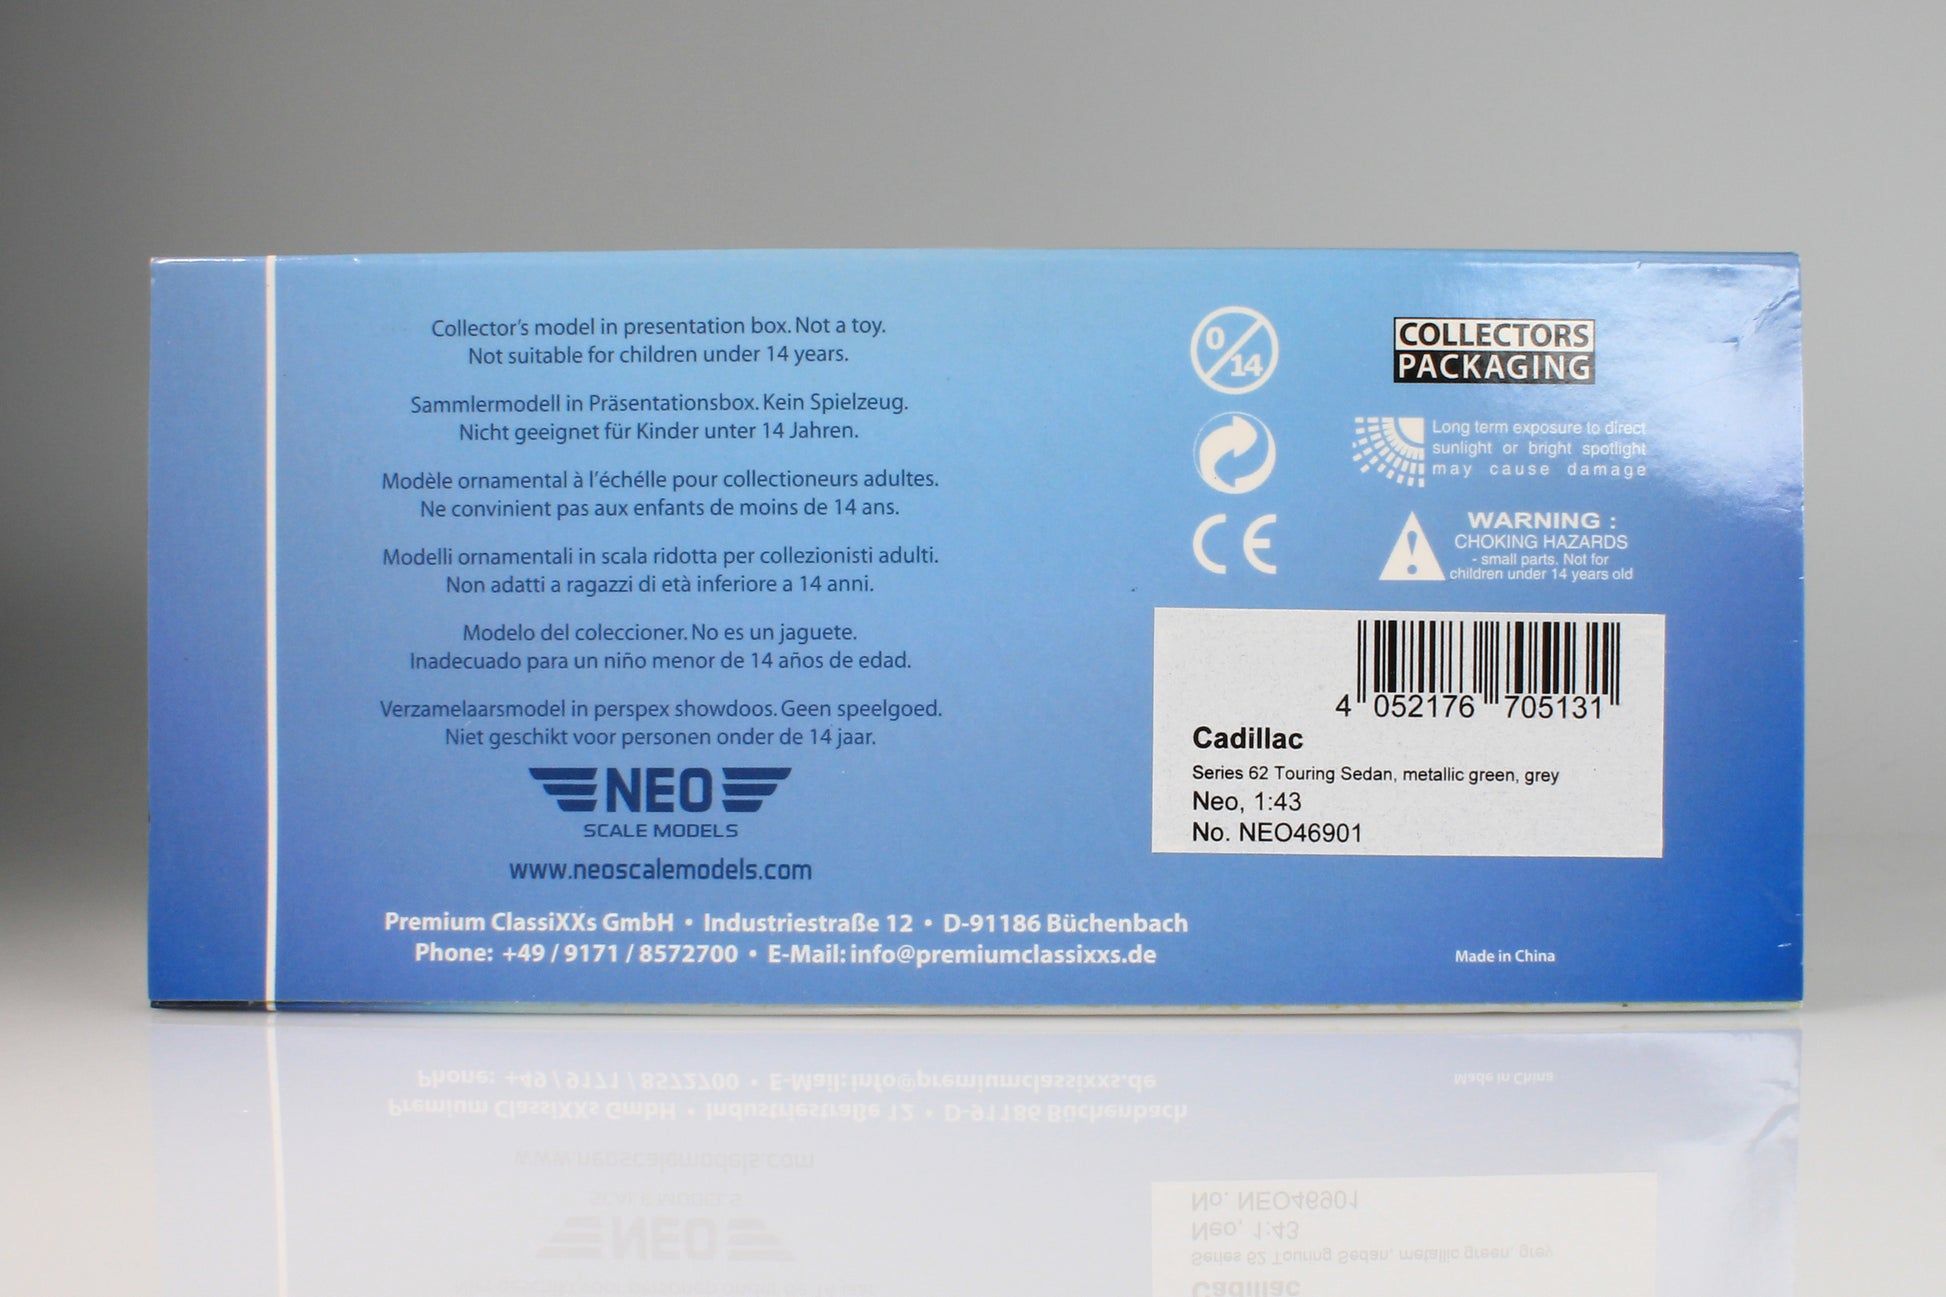 Collector's model in presentation box. Not a toy.
Not suitable for children under 14 years.
Sammlermodell in Präsentationsbox. Kein Spielzeug.
Nicht geeignet für Kinder unter 14 Jahren.
Modèle ornamental à l'échélle pour collectioneurs adultes.
Ne convinient pas aux enfants de moins de 14 ans.
Modelli ornamentali in scala ridotta per collezionisti adulti.
Non adatti a ragazzi di età inferiore a 14 anni.
Modelo del coleccioner. No es un jaguete.
Inadecuado para un niño menor de 14 años de edad.
Verzamelaarsmodel in perspex showdoos. Geen speelgoed.
Niet geschikt voor personen onder de 14 jaar.
NEO
SCALE MODELS
www.neoscalemodels.com
Premium ClassiXXs GmbH • Industriestraße 12 • D-91186 Büchenbach
Phone: +49 / 9171 / 8572700 • E-Mail: info@premiumclassixxs.de
0/14
CE
COLLECTORS
PACKAGING
Long term exposure to direct
sunlight or bright spotlight
may cause damage
WARNING :
CHOKING HAZARDS
- small parts. Not for
children under 14 years old
4 052176 705131
Cadillac
Series 62 Touring Sedan, metallic green, grey
Neo, 1:43
No. NEO46901
Made in China